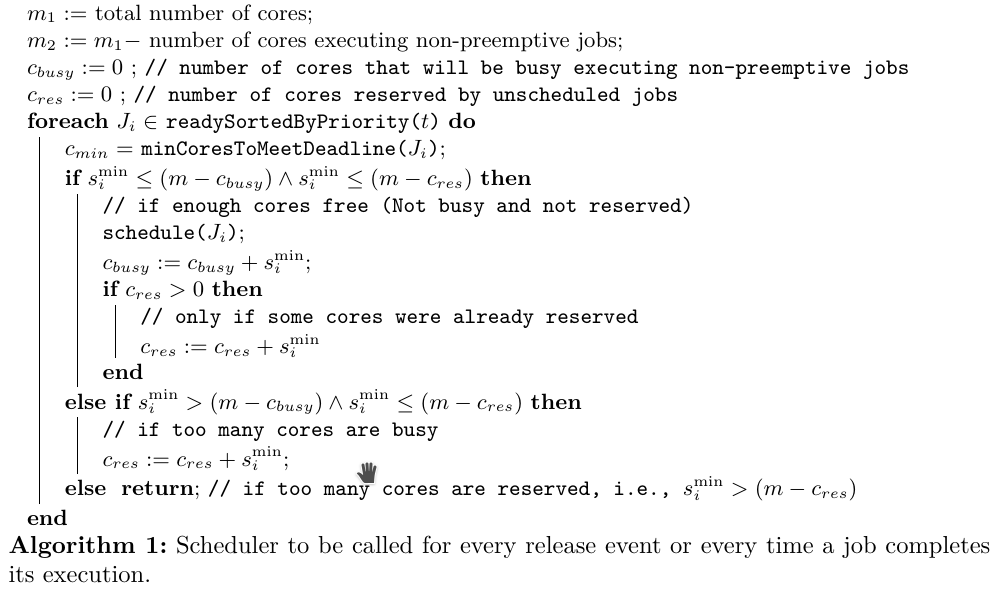 m₁ := total number of cores;
m₂ := m₁− number of cores executing non-preemptive jobs;
c_busy := 0 ; // number of cores that will be busy executing non-preemptive jobs
c_res := 0 ; // number of cores reserved by unscheduled jobs
foreach J_i ∈ readySortedByPriority(t) do
c_min = minCoresToMeetDeadline(J_i);
if s_i^min ≤ (m − c_busy) ∧ s_i^min ≤ (m − c_res) then
// if enough cores free (Not busy and not reserved)
schedule(J_i);
c_busy := c_busy + s_i^min;
if c_res > 0 then
// only if some cores were already reserved
c_res := c_res + s_i^min
end
else if s_i^min > (m − c_busy) ∧ s_i^min ≤ (m − c_res) then
// if too many cores are busy
c_res := c_res + s_i^min;
else return; // if too many cores are reserved, i.e., s_i^min > (m − c_res)
end
Algorithm 1: Scheduler to be called for every release event or every time a job completes
its execution.